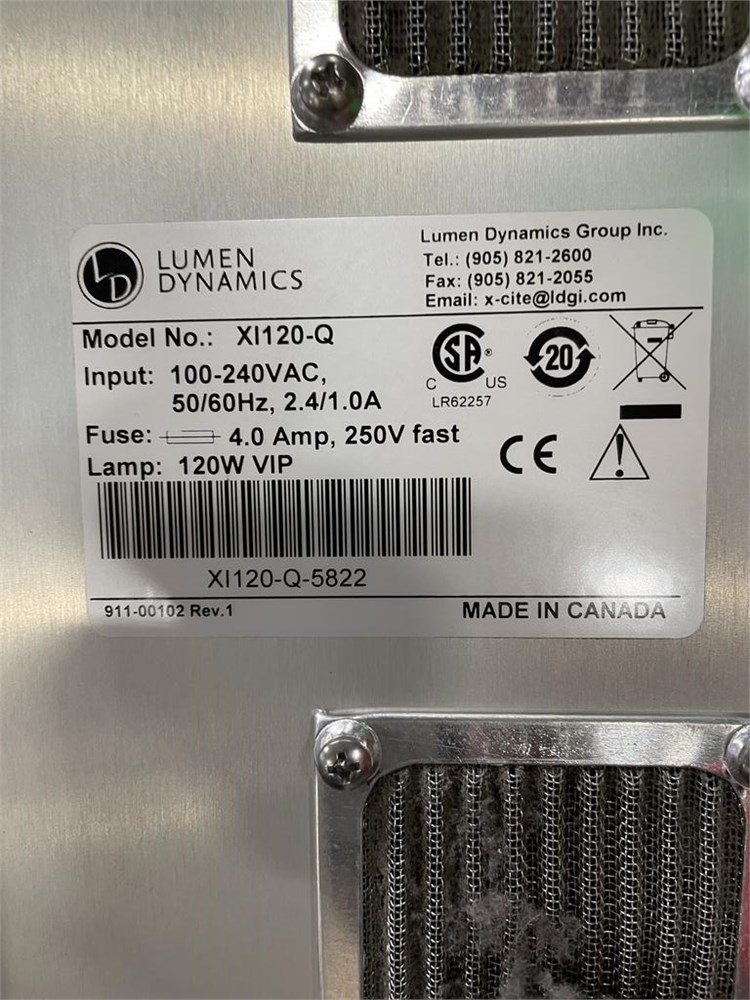 LD
LUMEN
DYNAMICS
Lumen Dynamics Group Inc.
Tel.: (905) 821-2600
Fax: (905) 821-2055
Email: x-cite@ldgi.com
Model No.: XI120-Q
Input: 100-240VAC,
50/60Hz, 2.4/1.0A
Fuse: 4.0 Amp, 250V fast
Lamp: 120W VIP
SA ®
C US
LR62257
20
CE
!
XI120-Q-5822
911-00102 Rev.1
MADE IN CANADA